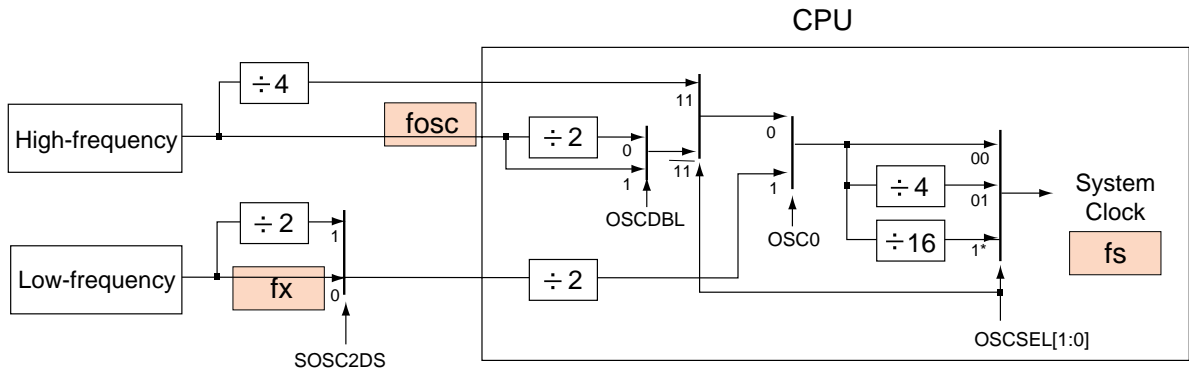 CPU
÷4
11
High-frequency
fosc
÷2
0
1
11
OSCDBL
0
1
OSC0
00
÷4
01
÷16
1*
System
Clock
fs
OSCSEL[1:0]
Low-frequency
÷2
1
fx
0
SOSC2DS
÷2